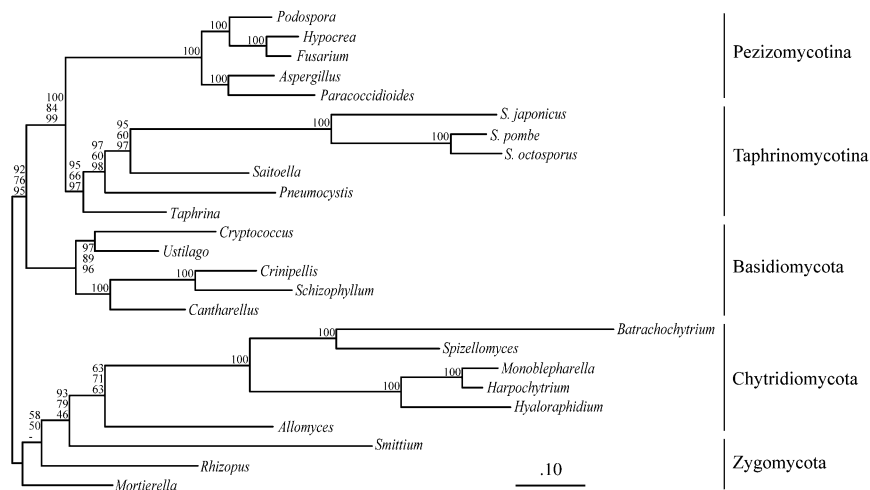 Podospora
100
Hypocrea
100
Fusarium
100
Pezizomycotina
Aspergillus
100
Paracoccidioides
100
84
99
S. japonicus
95
60
97
100
S. pombe
100
S. octosporus
97
60
98
Taphrinomycotina
95
66
97
Saitoella
Pneumocystis
92
76
95
Taphrina
Cryptococcus
97
89
96
Ustilago
Crinipellis
100
Basidiomycota
Schizophyllum
100
Cantharellus
Batrachochytrium
100
Spizellomyces
63
71
63
100
Monoblepharella
100
Harpochytrium
Chytridiomycota
100
Hyaloraphidium
93
79
46
58
50
-
Allomyces
Smittium
Rhizopus
Zygomycota
.10
Mortierella